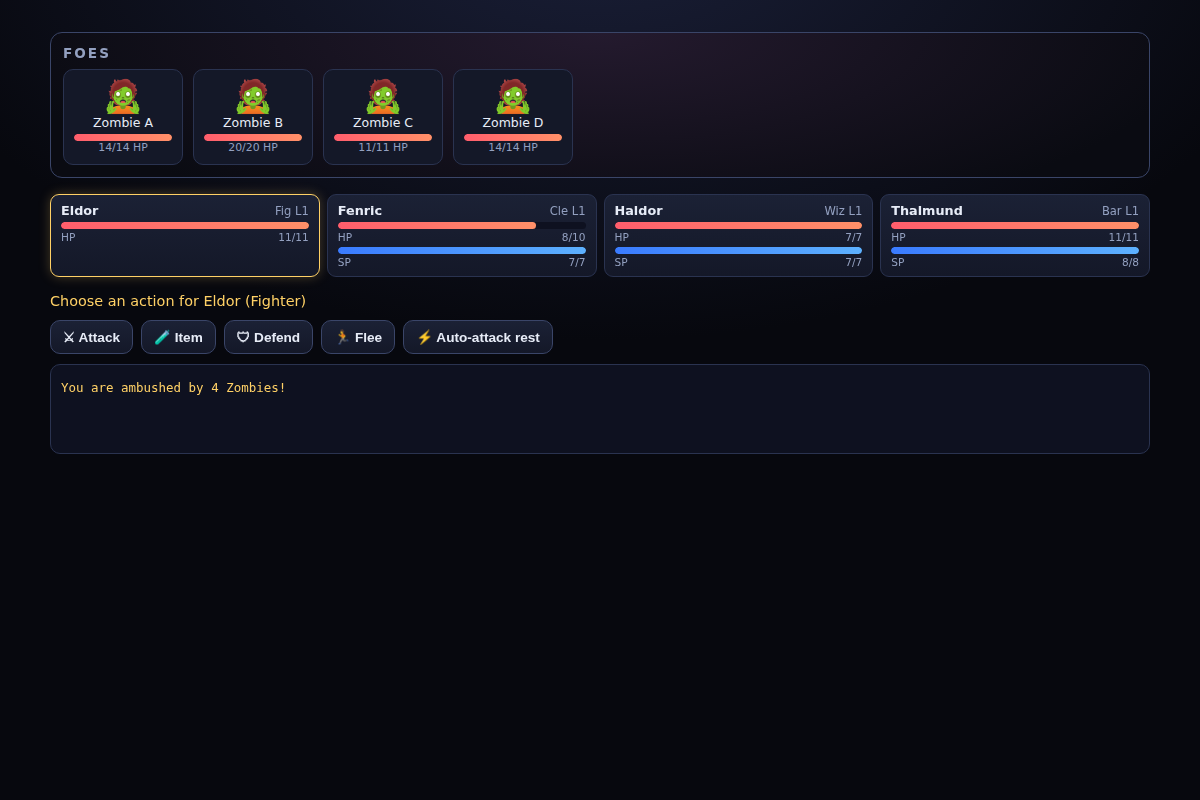 FOES
Zombie A
14/14 HP
Zombie B
20/20 HP
Zombie C
11/11 HP
Zombie D
14/14 HP
Eldor Fig L1
HP 11/11
Fenric Cle L1
HP 8/10
SP 7/7
Haldor Wiz L1
HP 7/7
SP 7/7
Thalmund Bar L1
HP 11/11
SP 8/8
Choose an action for Eldor (Fighter)
⚔ Attack 🧪 Item 🛡 Defend 🏃 Flee ⚡ Auto-attack rest
You are ambushed by 4 Zombies!